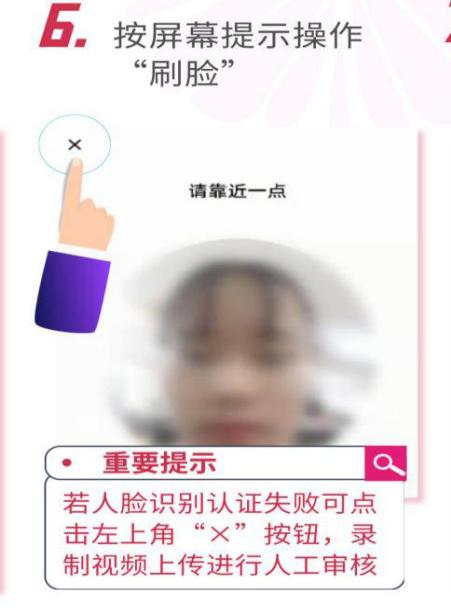 6. 按屏幕提示操作
“刷脸”
×
请靠近一点
• 重要提示
若人脸识别认证失败可点
击左上角“×”按钮，录
制视频上传进行人工审核